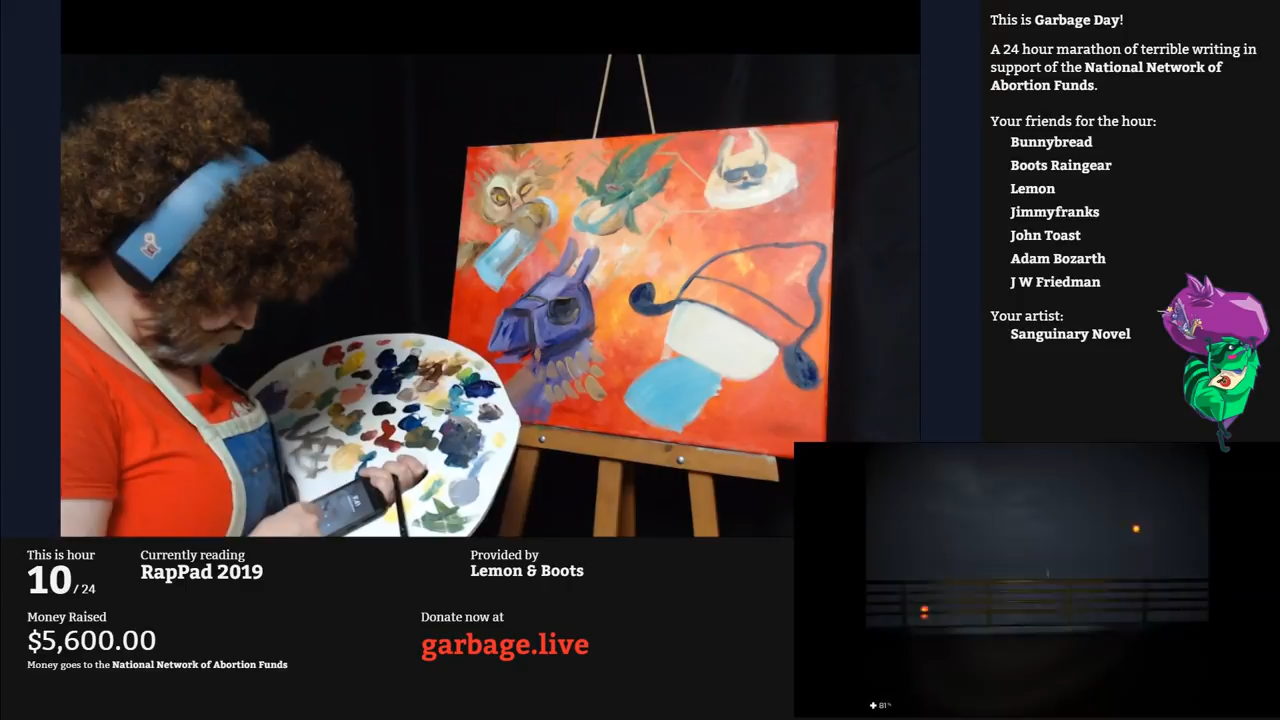 This is Garbage Day!
A 24 hour marathon of terrible writing in
support of the National Network of
Abortion Funds.
Your friends for the hour:
Bunnybread
Boots Raingear
Lemon
Jimmyfranks
John Toast
Adam Bozarth
J W Friedman
Your artist:
Sanguinary Novel
This is hour
10 / 24
Currently reading
RapPad 2019
Provided by
Lemon & Boots
Money Raised
$5,600.00
Money goes to the National Network of Abortion Funds
Donate now at
garbage.live
81%